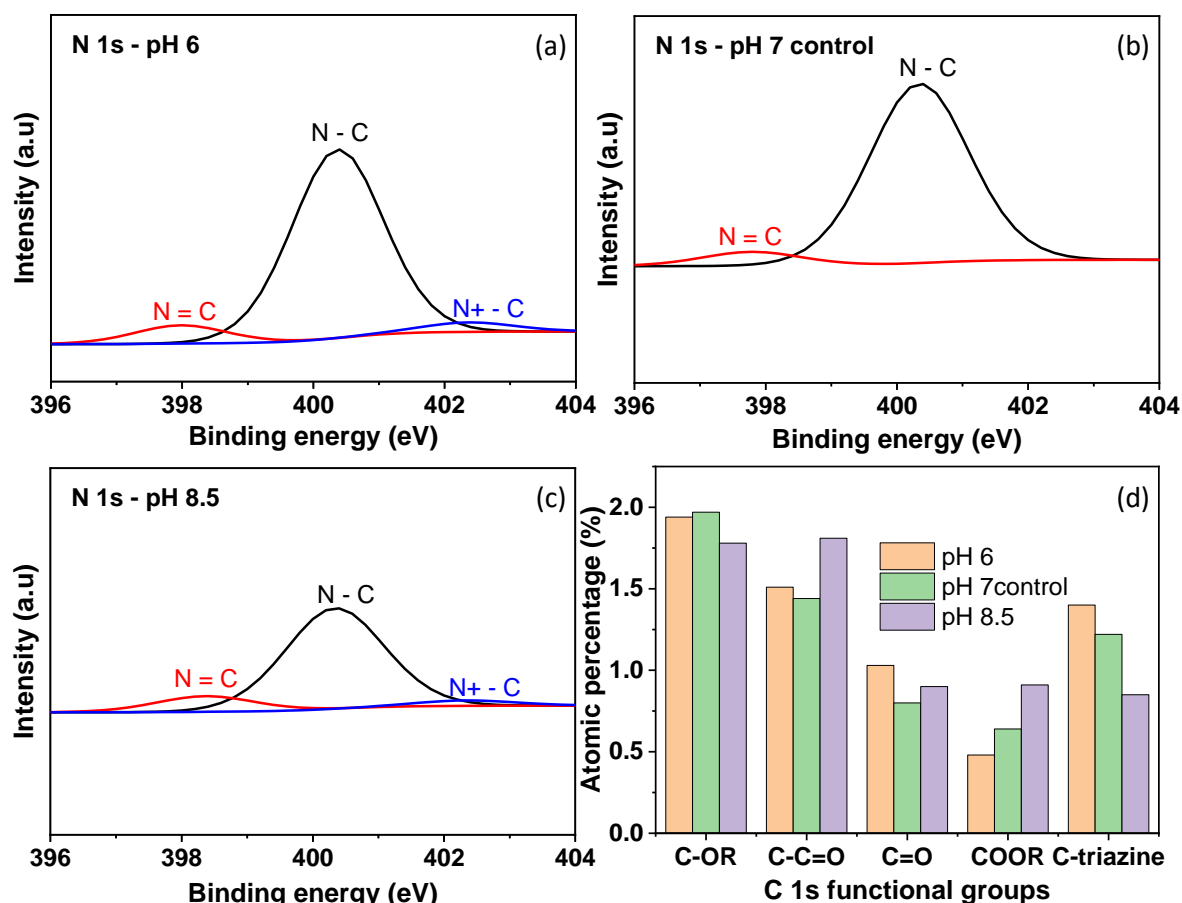 N 1s - pH 6
(a)
N - C
N = C
N+ - C
Intensity (a.u)
396 398 400 402 404
Binding energy (eV)
N 1s - pH 7 control
(b)
N - C
N = C
Intensity (a.u)
396 398 400 402 404
Binding energy (eV)
N 1s - pH 8.5
(c)
N - C
N = C
N+ - C
Intensity (a.u)
396 398 400 402 404
Binding energy (eV)
(d)
Atomic percentage (%)
2.0
1.5
1.0
0.5
0.0
pH 6
pH 7control
pH 8.5
C-OR C-C=O C=O COOR C-triazine
C 1s functional groups